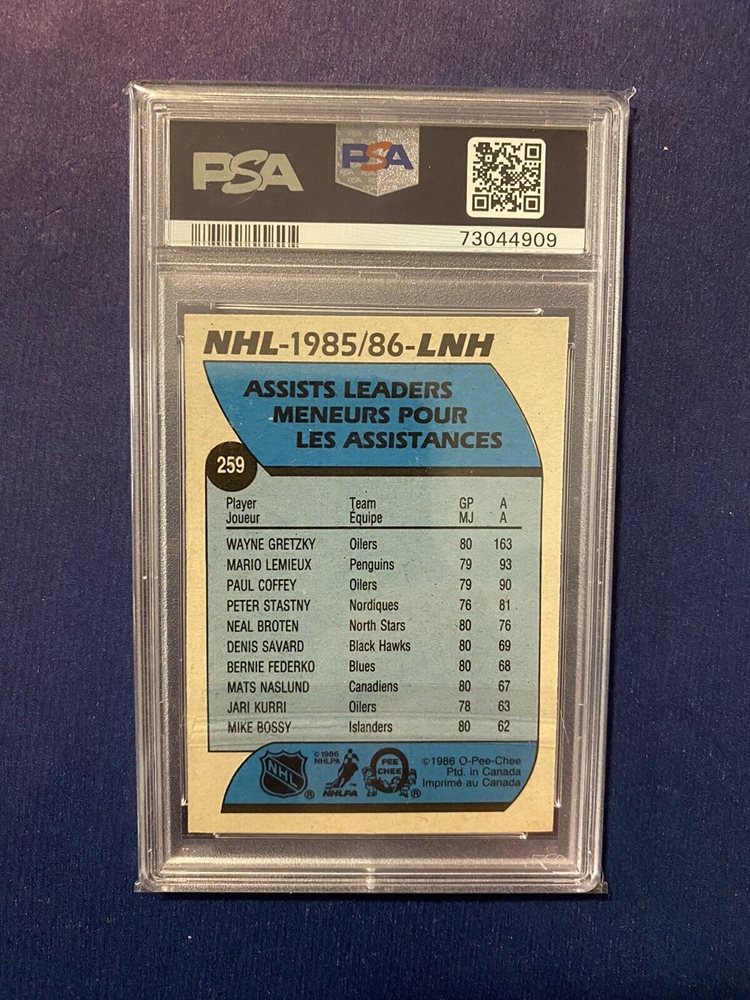 PSA PSA
73044909
NHL-1985/86-LNH
ASSISTS LEADERS
MENEURS POUR
LES ASSISTANCES
259
Player Team GP A
Joueur Équipe MJ A
WAYNE GRETZKY Oilers 80 163
MARIO LEMIEUX Penguins 79 93
PAUL COFFEY Oilers 79 90
PETER STASTNY Nordiques 76 81
NEAL BROTEN North Stars 80 76
DENIS SAVARD Black Hawks 80 69
BERNIE FEDERKO Blues 80 68
MATS NASLUND Canadiens 80 67
JARI KURRI Oilers 78 63
MIKE BOSSY Islanders 80 62
NHL ®
© 1986
NHLPA
NHLPA ™
PEE
CHEE ®
©1986 O-Pee-Chee
Ptd. in Canada
Imprimé au Canada